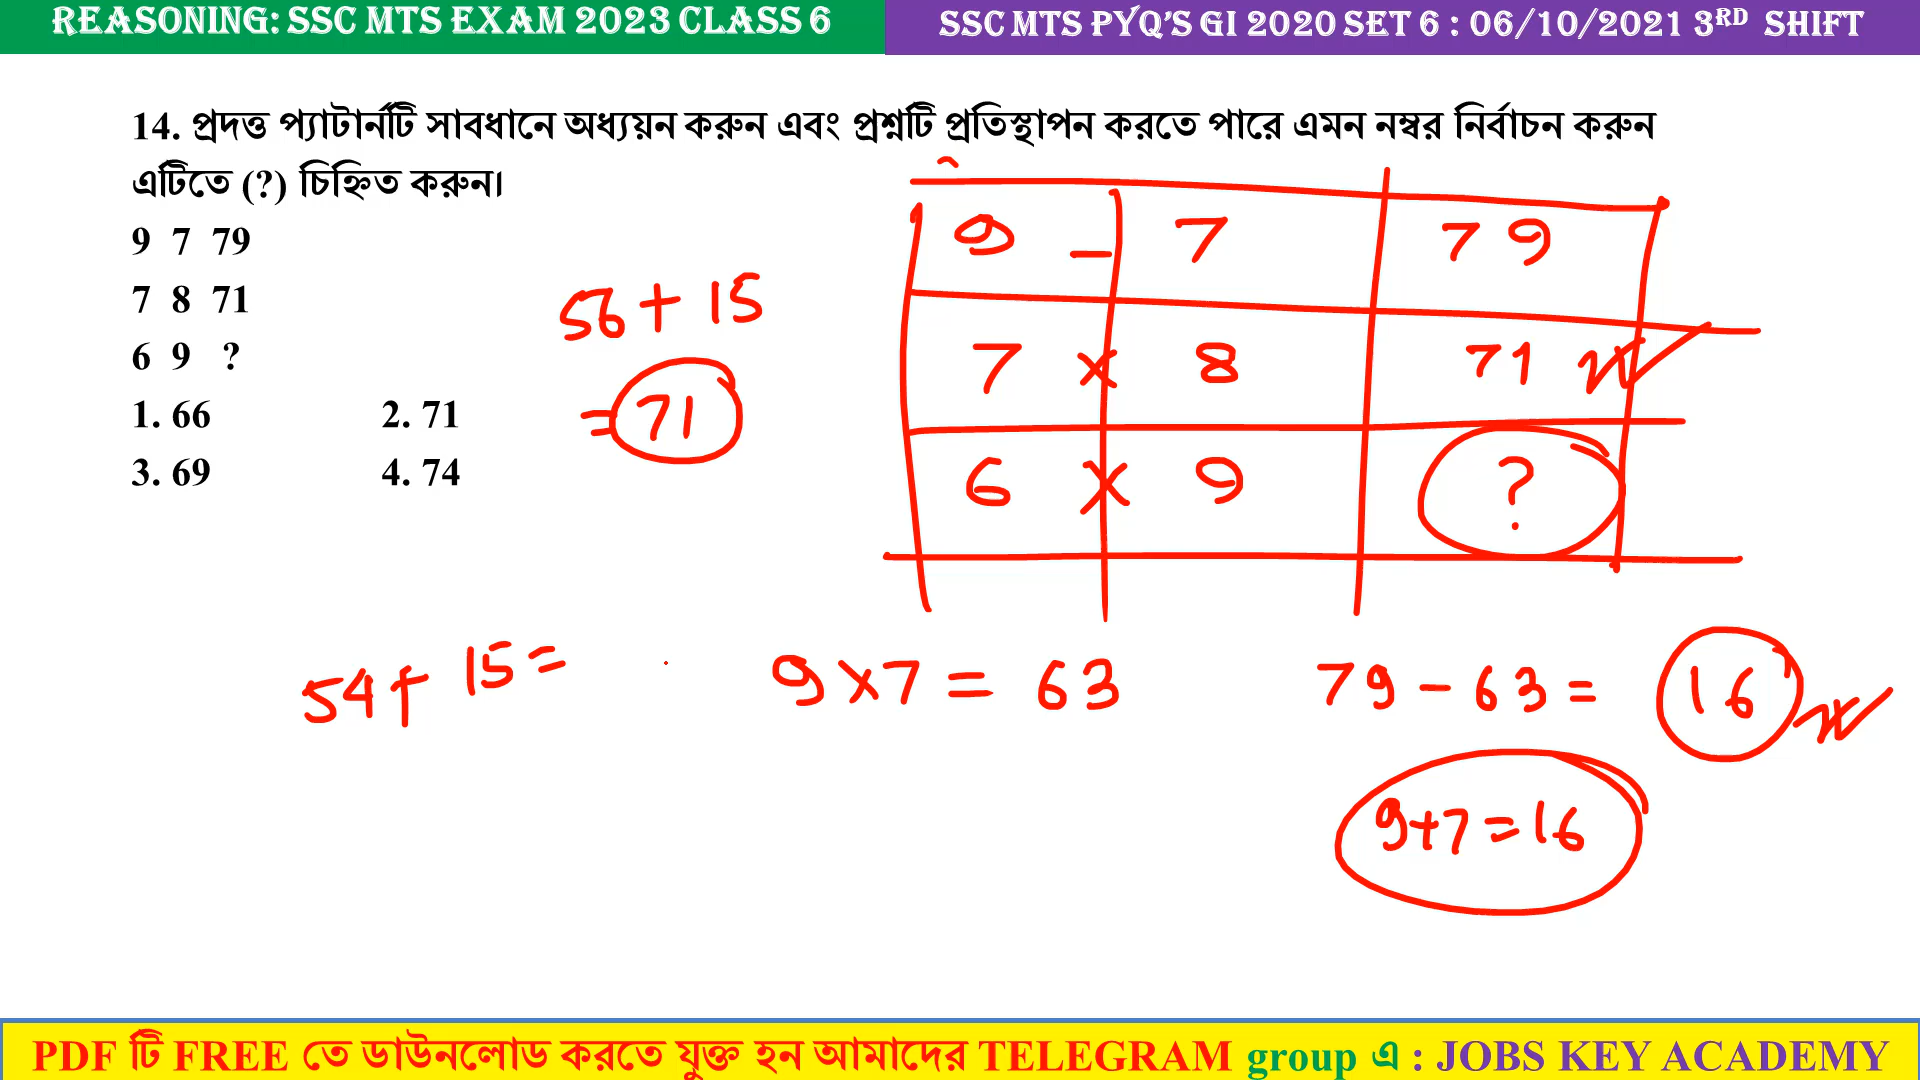 REASONING: SSC MTS EXAM 2023 CLASS 6
SSC MTS PYQ'S GI 2020 SET 6 : 06/10/2021 3RD SHIFT
14. প্রদত্ত প্যাটার্নটি সাবধানে অধ্যয়ন করুন এবং প্রশ্নটি প্রতিস্থাপন করতে পারে এমন নম্বর নির্বাচন করুন
এটিতে (?) চিহ্নিত করুন।
9 7 79
7 8 71
6 9 ?
1. 66 2. 71
3. 69 4. 74
56 + 15
= 71
9 - 7 79
7 × 8 71
6 × 9 ?
54 + 15 =
9 × 7 = 63
79 - 63 = 16
9+7=16
PDF টি FREE তে ডাউনলোড করতে যুক্ত হন আমাদের TELEGRAM group এ : JOBS KEY ACADEMY